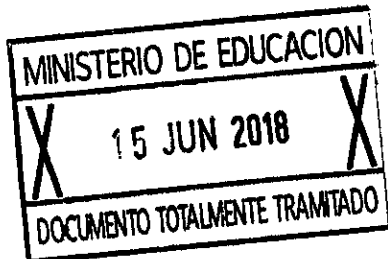 MINISTERIO DE EDUCACION
X 15 JUN 2018 X
DOCUMENTO TOTALMENTE TRAMITADO